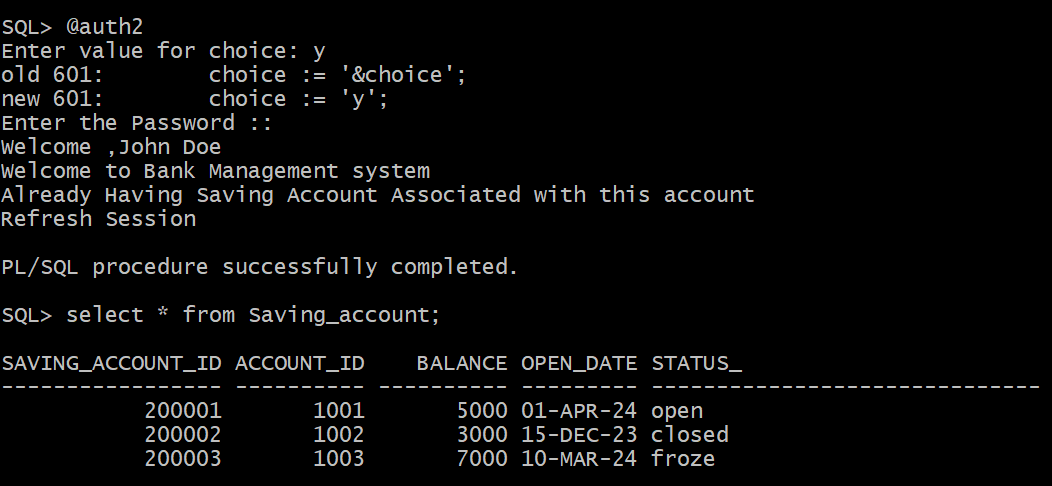 SQL> @auth2
Enter value for choice: y
old 601:        choice := '&choice';
new 601:        choice := 'y';
Enter the Password ::
Welcome ,John Doe
Welcome to Bank Management system
Already Having Saving Account Associated with this account
Refresh Session
PL/SQL procedure successfully completed.
SQL> select * from Saving_account;
SAVING_ACCOUNT_ID ACCOUNT_ID    BALANCE OPEN_DATE STATUS_
----------------- ---------- ---------- --------- ------------------------------
           200001       1001       5000 01-APR-24 open
           200002       1002       3000 15-DEC-23 closed
           200003       1003       7000 10-MAR-24 froze